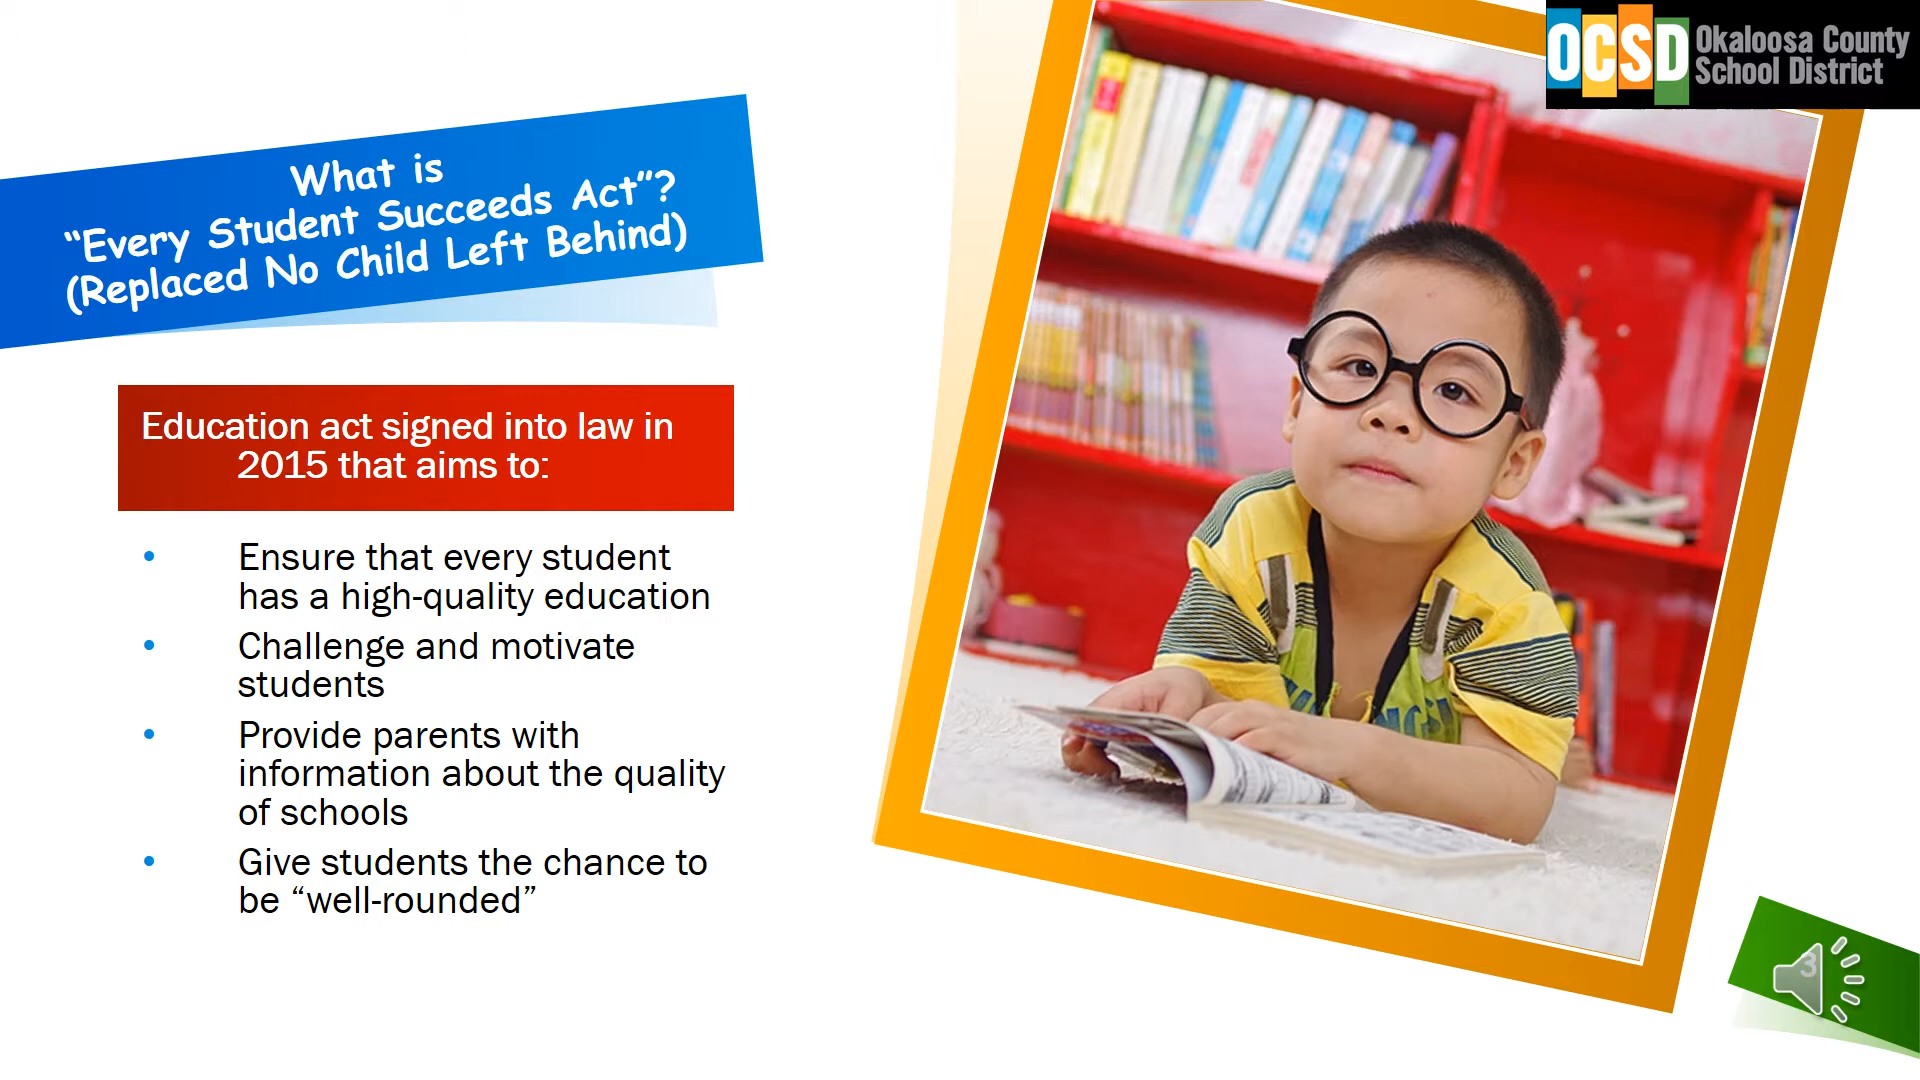 OCSD Okaloosa County
School District
What is
“Every Student Succeeds Act”?
(Replaced No Child Left Behind)
Education act signed into law in
2015 that aims to:
• Ensure that every student
has a high-quality education
• Challenge and motivate
students
• Provide parents with
information about the quality
of schools
• Give students the chance to
be “well-rounded”
3